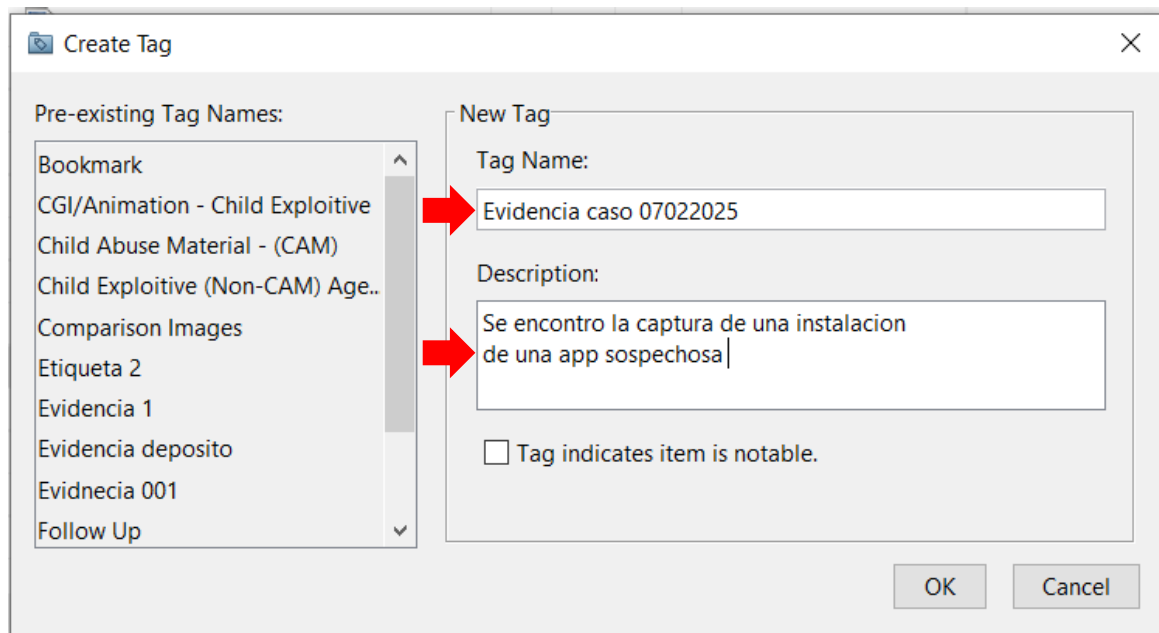 Create Tag
Pre-existing Tag Names:
Bookmark
CGI/Animation - Child Exploitive
Child Abuse Material - (CAM)
Child Exploitive (Non-CAM) Age..
Comparison Images
Etiqueta 2
Evidencia 1
Evidencia deposito
Evidnecia 001
Follow Up
New Tag
Tag Name:
Evidencia caso 07022025
Description:
Se encontro la captura de una instalacion
de una app sospechosa
Tag indicates item is notable.
OK
Cancel